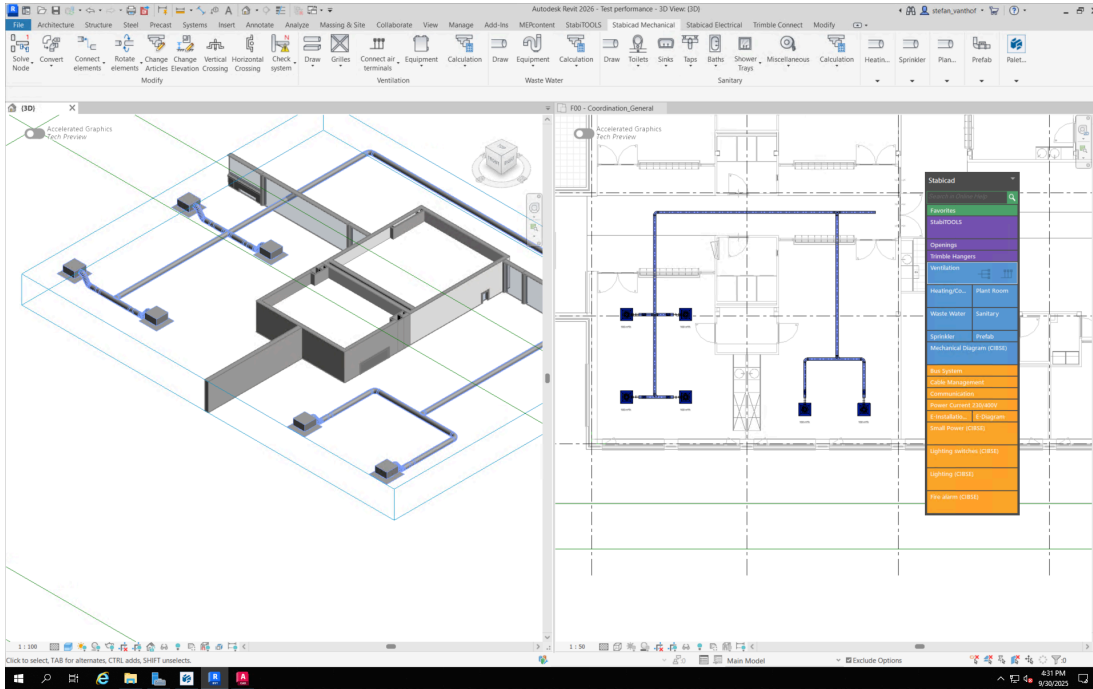 Autodesk Revit 2026 - Test performance - 3D View: {3D}
stefan_vanthof
File Architecture Structure Steel Precast Systems Insert Annotate Analyze Massing & Site Collaborate View Manage Add-Ins MEPcontent StabiTOOLS Stabicad Mechanical Stabicad Electrical Trimble Connect Modify
Solve Node
Convert
Connect elements
Rotate elements
Change Articles
Change Elevation
Vertical Crossing
Horizontal Crossing
Check system
Draw
Grilles
Connect air terminals
Equipment
Calculation
Draw
Equipment
Calculation
Draw
Toilets
Sinks
Taps
Baths
Shower Trays
Miscellaneous
Calculation
Heatin...
Sprinkler
Plan...
Prefab
Palet...
Modify
Ventilation
Waste Water
Sanitary
{3D}
F00 - Coordination_General
Accelerated Graphics
Tech Preview
Accelerated Graphics
Tech Preview
TOP
FRONT
RIGHT
Stabicad
Favorites
StabiTOOLS
Openings
Trimble Hangers
Ventilation
Heating/Co... Plant Room
Waste Water Sanitary
Sprinkler Prefab
Mechanical Diagram (CIBSE)
Bus System
Cable Management
Communication
Power Current 230/400V
E-Installatio... E-Diagram
Small Power (CIBSE)
Lighting switches (CIBSE)
Lighting (CIBSE)
Fire alarm (CIBSE)
1 : 100
1 : 50
Click to select, TAB for alternates, CTRL adds, SHIFT unselects.
:0
Main Model
Exclude Options
:0
4:31 PM
9/30/2025